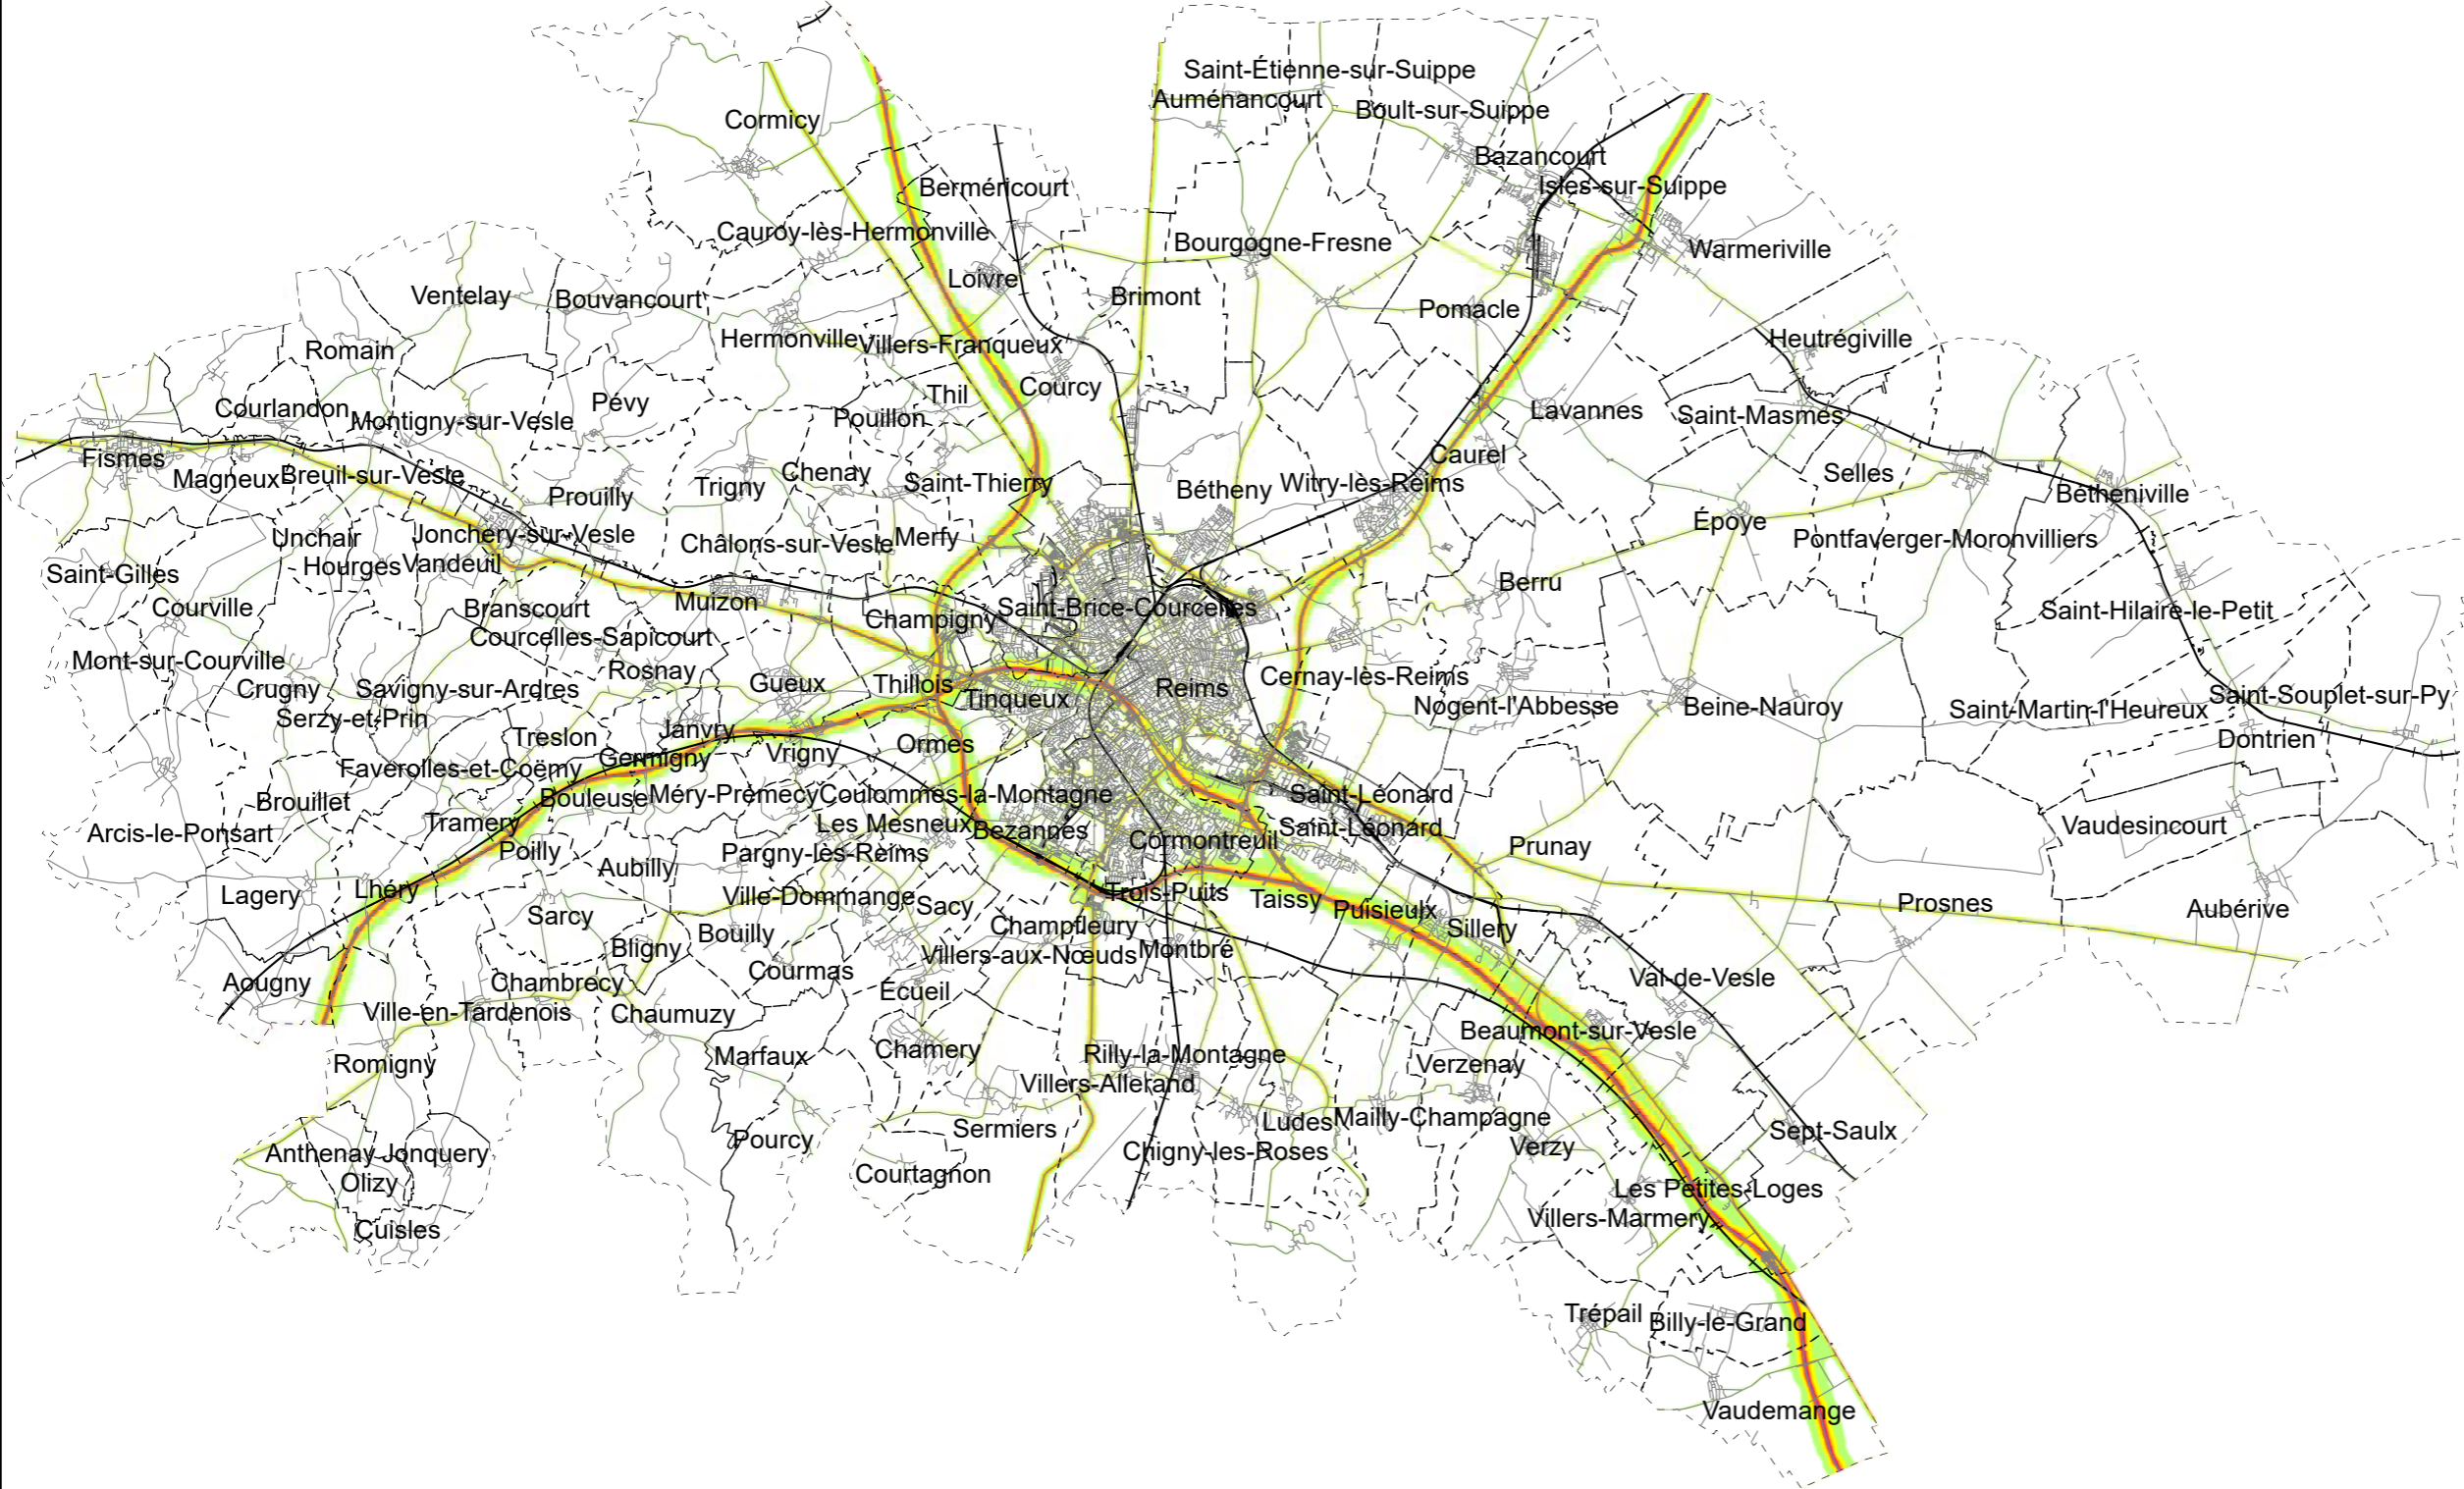 Saint-Étienne-sur-Suippe
Auménancourt
Boult-sur-Suippe
Cormicy
Bazancourt
Isles-sur-Suippe
Berméricourt
Cauroy-lès-Hermonville
Bourgogne-Fresne
Warmeriville
Loivre
Ventelay
Bouvancourt
Brimont
Pomacle
Hermonville
Villers-Franqueux
Heutrégiville
Romain
Courcy
Thil
Pévy
Courlandon
Montigny-sur-Vesle
Pouillon
Lavannes
Saint-Masmes
Fismes
Caurel
Magneux
Breuil-sur-Vesle
Chenay
Selles
Prouilly
Trigny
Saint-Thierry
Bétheny
Witry-lès-Reims
Bétheniville
Époye
Unchair
Jonchery-sur-Vesle
Châlons-sur-Vesle
Merfy
Pontfaverger-Moronvilliers
Hourges
Vandeuil
Saint-Gilles
Berru
Courville
Branscourt
Muizon
Champigny
Saint-Brice-Courcelles
Saint-Hilaire-le-Petit
Courcelles-Sapicourt
Mont-sur-Courville
Rosnay
Cernay-lès-Reims
Crugny
Savigny-sur-Ardres
Gueux
Thillois
Tinqueux
Reims
Saint-Souplet-sur-Py
Nogent-l'Abbesse
Beine-Nauroy
Saint-Martin-l'Heureux
Serzy-et-Prin
Treslon
Janvry
Ormes
Dontrien
Germigny
Vrigny
Faverolles-et-Coëmy
Brouillet
Bouleuse
Méry-Prémecy
Coulommes-la-Montagne
Saint-Léonard
Arcis-le-Ponsart
Tramery
Les Mesneux
Bezannes
Saint-Léonard
Vaudesincourt
Cormontreuil
Poilly
Pargny-lès-Reims
Prunay
Aubilly
Lagery
Lhéry
Ville-Dommange
Sacy
Trois-Puits
Taissy
Puisieulx
Prosnes
Aubérive
Sarcy
Champfleury
Sillery
Bligny
Bouilly
Villers-aux-Nœuds
Montbré
Aougny
Chambrecy
Courmas
Écueil
Val-de-Vesle
Ville-en-Tardenois
Chaumuzy
Beaumont-sur-Vesle
Romigny
Marfaux
Chamery
Rilly-la-Montagne
Verzenay
Villers-Allerand
Sermiers
Ludes
Mailly-Champagne
Sept-Saulx
Pourcy
Verzy
Anthenay
Jonquery
Chigny-les-Roses
Courtagnon
Olizy
Les Petites-Loges
Villers-Marmery
Cuisles
Trépail
Billy-le-Grand
Vaudemange